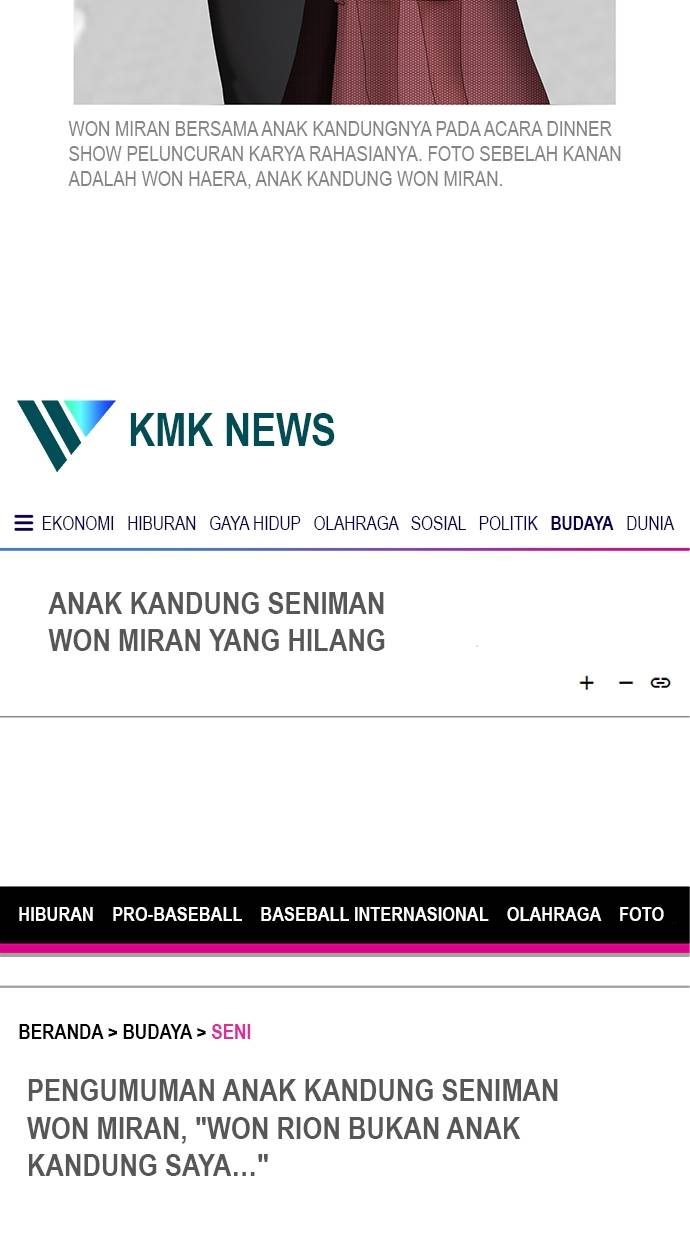 WON MIRAN BERSAMA ANAK KANDUNGNYA PADA ACARA DINNER
SHOW PELUNCURAN KARYA RAHASIANYA. FOTO SEBELAH KANAN
ADALAH WON HAERA, ANAK KANDUNG WON MIRAN.
KMK NEWS
EKONOMI HIBURAN GAYA HIDUP OLAHRAGA SOSIAL POLITIK BUDAYA DUNIA
ANAK KANDUNG SENIMAN
WON MIRAN YANG HILANG
HIBURAN PRO-BASEBALL BASEBALL INTERNASIONAL OLAHRAGA FOTO
BERANDA > BUDAYA > SENI
PENGUMUMAN ANAK KANDUNG SENIMAN
WON MIRAN, "WON RION BUKAN ANAK
KANDUNG SAYA..."